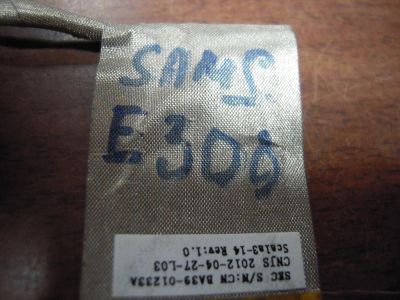 SAMS.
E300
SEC S/N:CN BA39-01233A
CNJS 2012-04-27-L03
Scala3-14 Rev:1.0